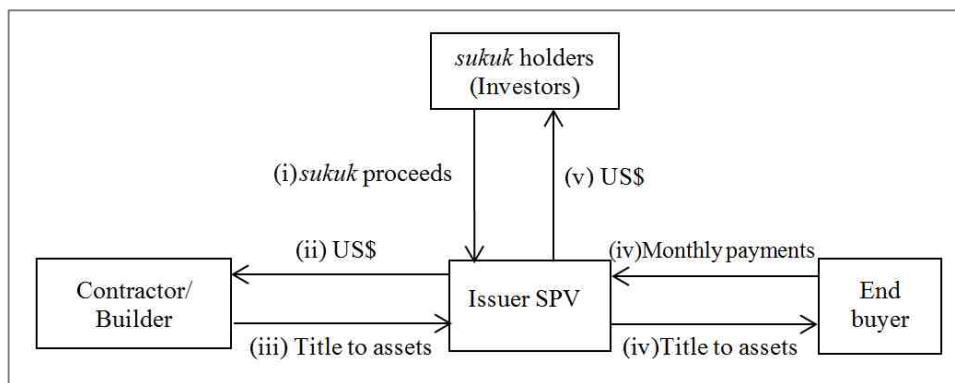 sukuk holders
(Investors)
(i)sukuk proceeds
(v) US$
(ii) US$
(iv)Monthly payments
Contractor/
Builder
Issuer SPV
End
buyer
(iii) Title to assets
(iv)Title to assets